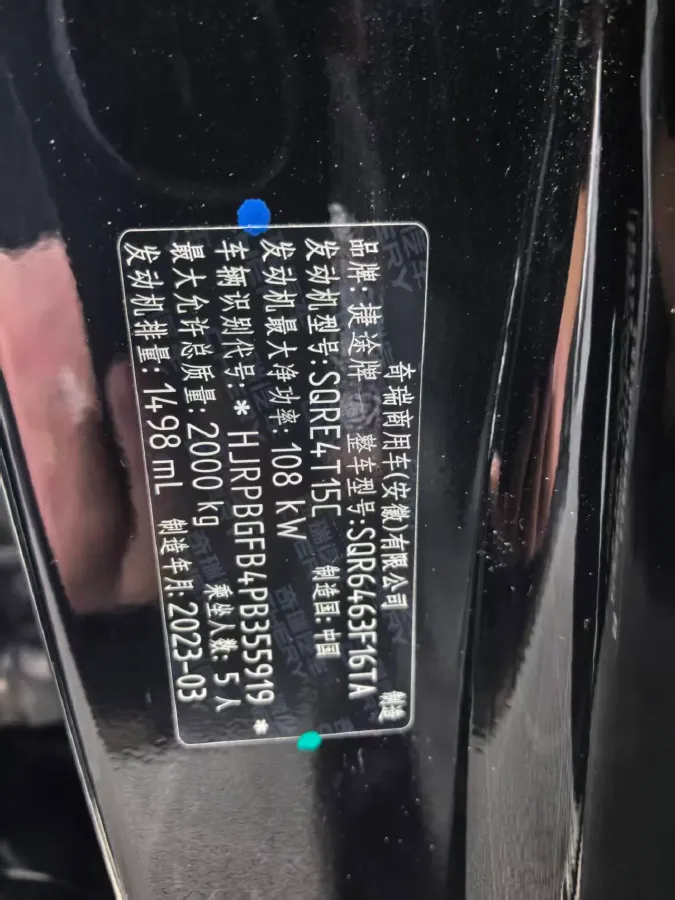 奇瑞商用车(安徽)有限公司 制造
品牌: 捷途牌 整车型号:SQR6463F16TA
发动机型号:SQRE4T15C 制造国:中国
发动机最大净功率: 108 kW
车辆识别代号: * HJRPBGFB4PB355919 *
最大允许总质量: 2000 kg 乘坐人数: 5 人
发动机排量: 1498 mL 制造年月: 2023-03